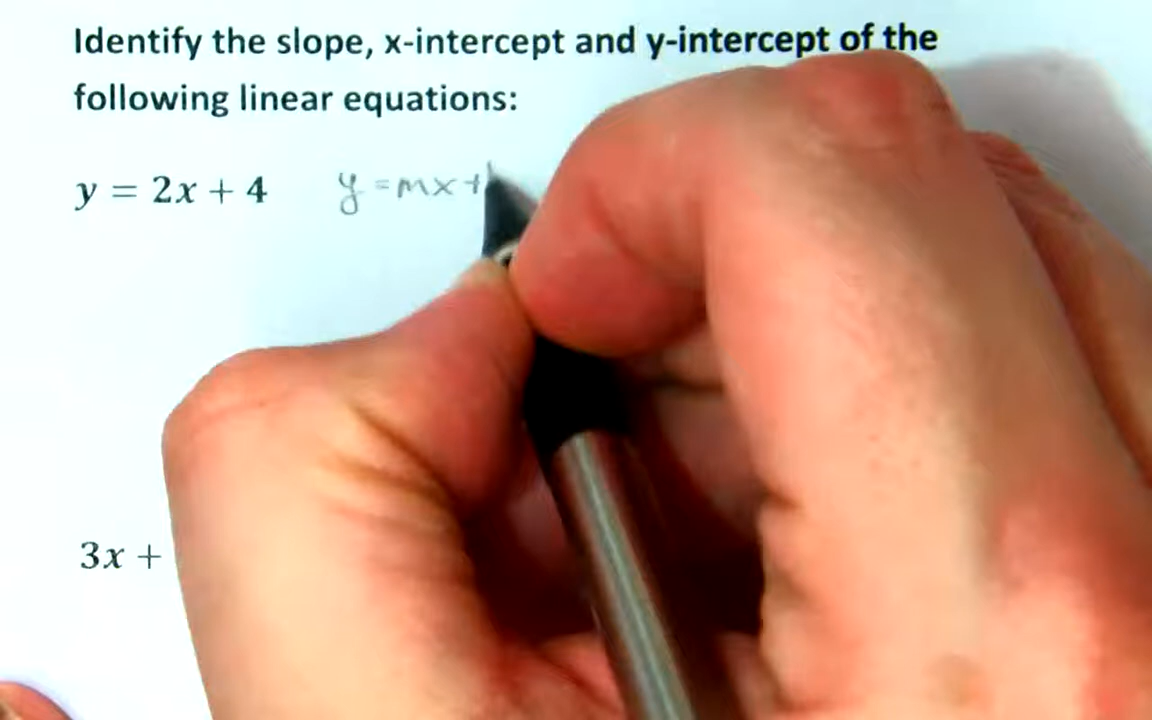 Identify the slope, x-intercept and y-intercept of the
following linear equations:
y = 2x + 4 y = mx +
3x +